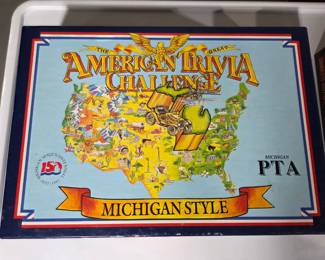 THE GREAT
AMERICAN TRIVIA
CHALLENGE
MICHIGAN
PTA
MICHIGAN STYLE